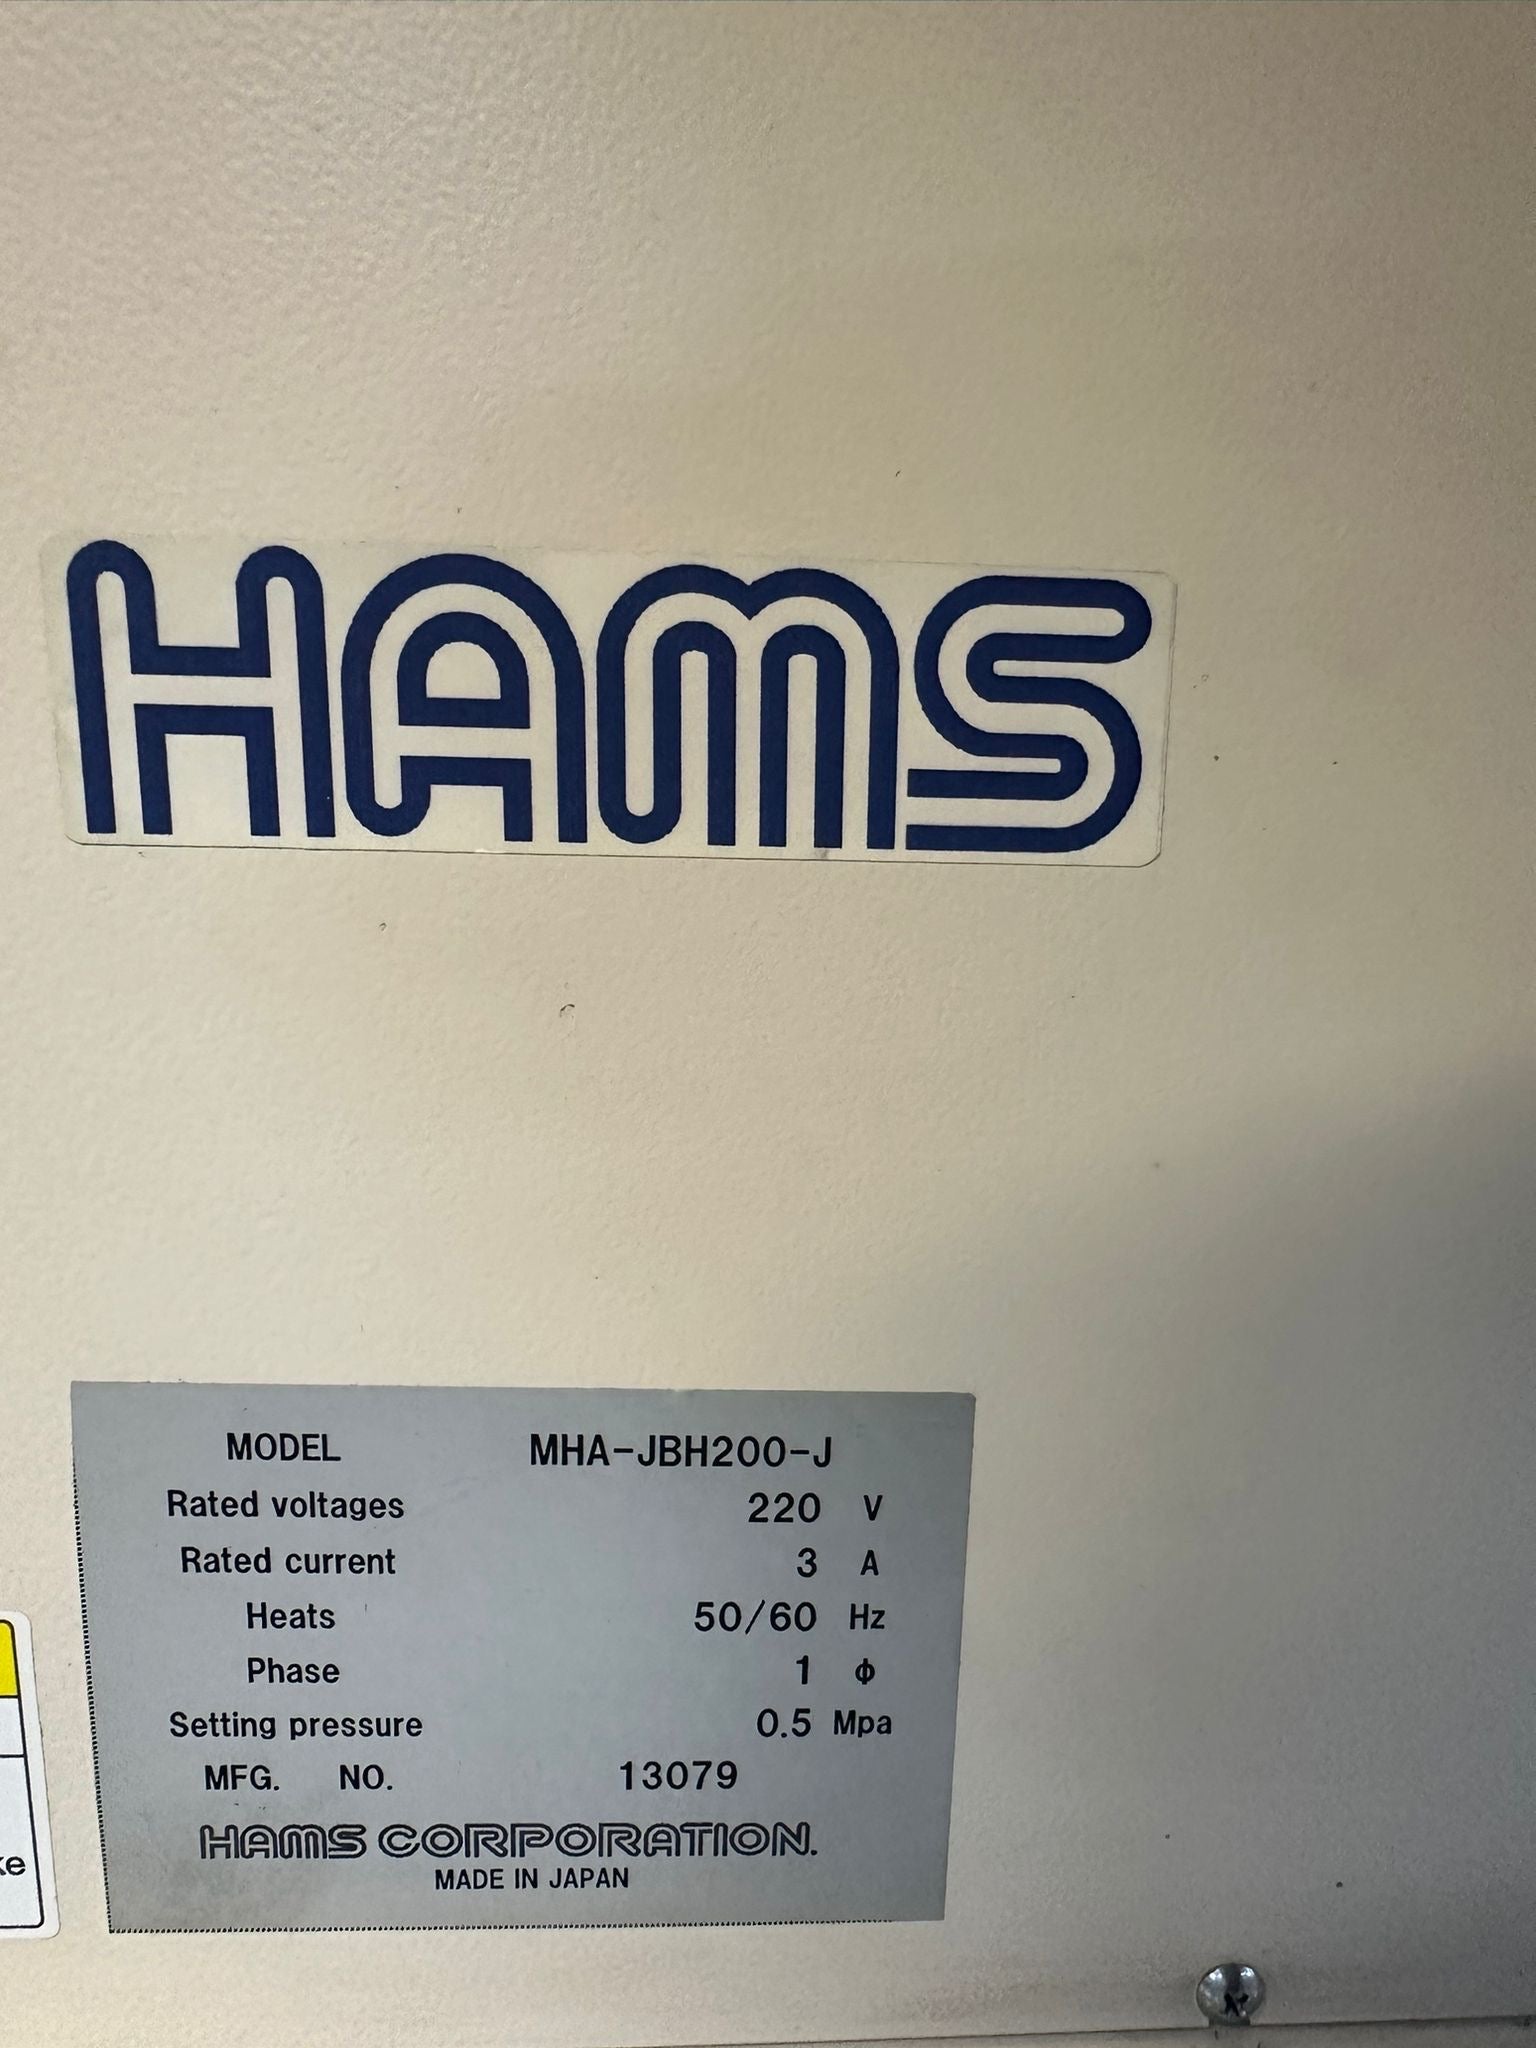 HAMS
MODEL MHA-JBH200-J
Rated voltages 220 V
Rated current 3 A
Heats 50/60 Hz
Phase 1 Φ
Setting pressure 0.5 Mpa
MFG. NO. 13079
HAMS CORPORATION.
MADE IN JAPAN